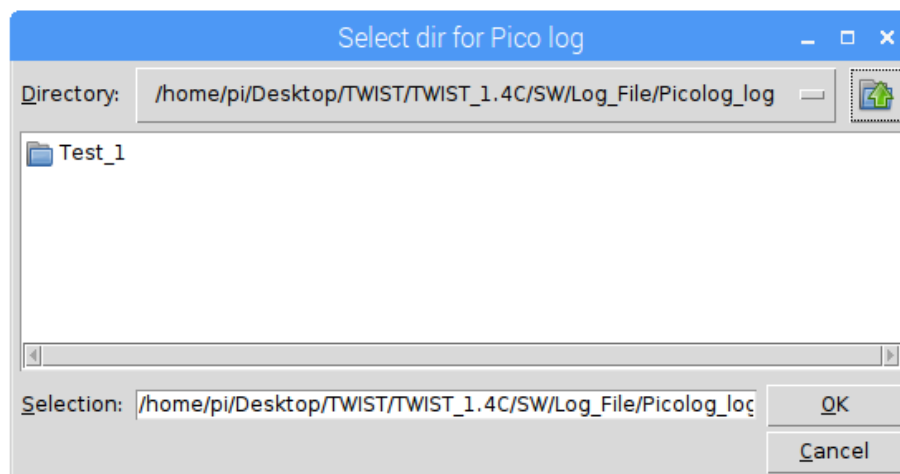 Select dir for Pico log
Directory: /home/pi/Desktop/TWIST/TWIST_1.4C/SW/Log_File/Picolog_log
Test_1
Selection: /home/pi/Desktop/TWIST/TWIST_1.4C/SW/Log_File/Picolog_log
OK
Cancel